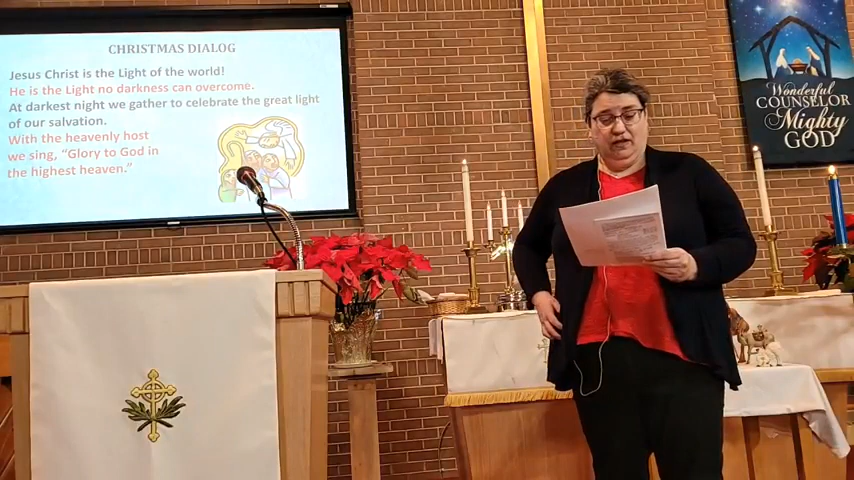 CHRISTMAS DIALOG
Jesus Christ is the Light of the world!
He is the Light no darkness can overcome.
At darkest night we gather to celebrate the great light
of our salvation.
With the heavenly host
we sing, “Glory to God in
the highest heaven.”
Wonderful
COUNSELOR
Mighty
GOD